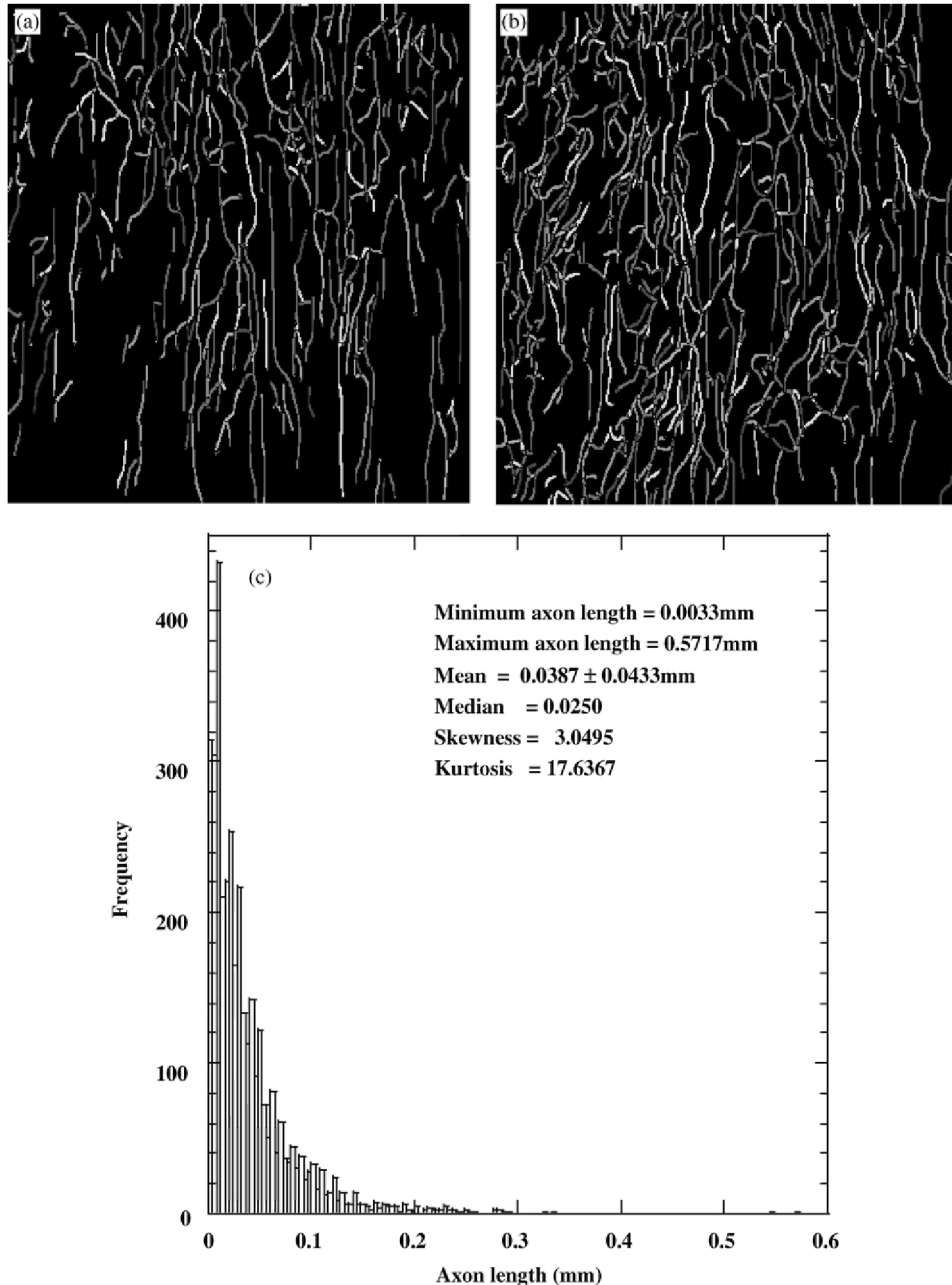 (a)
(b)
(c)
Minimum axon length = 0.0033mm
Maximum axon length = 0.5717mm
Mean = 0.0387 ± 0.0433mm
Median = 0.0250
Skewness = 3.0495
Kurtosis = 17.6367
400
300
200
100
0
Frequency
0 0.1 0.2 0.3 0.4 0.5 0.6
Axon length (mm)